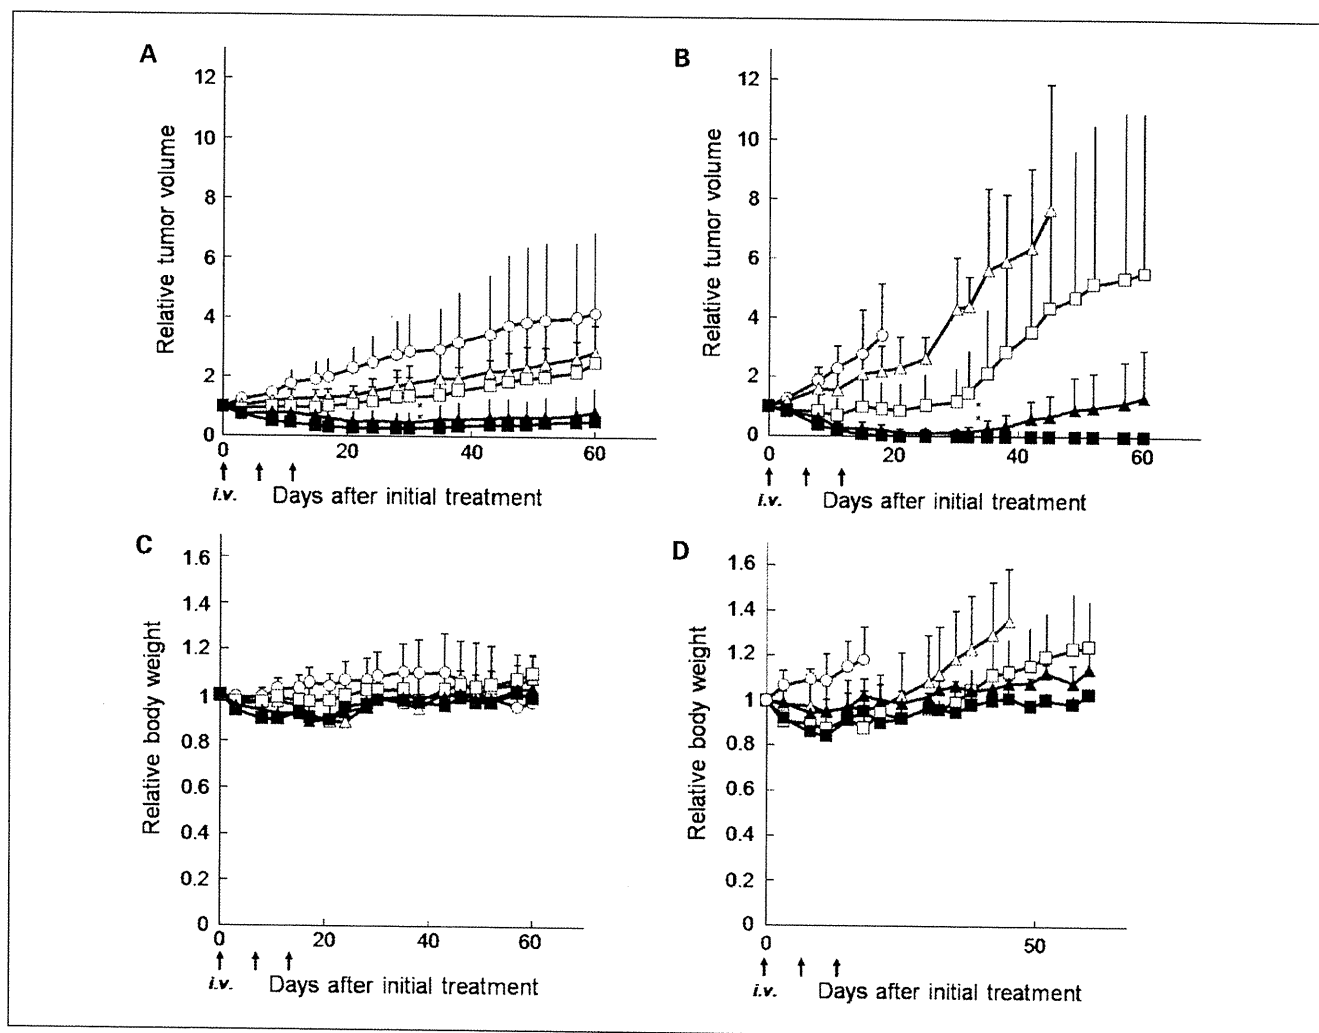 A
Relative tumor volume
12
10
8
6
4
2
0
0
20
40
60
i.v.
Days after initial treatment
B
Relative tumor volume
12
10
8
6
4
2
0
0
20
40
60
i.v.
Days after initial treatment
C
Relative body weight
1.6
1.4
1.2
1
0.8
0.6
0.4
0.2
0
0
20
40
60
i.v.
Days after initial treatment
D
Relative body weight
1.6
1.4
1.2
1
0.8
0.6
0.4
0.2
0
0
50
i.v.
Days after initial treatment